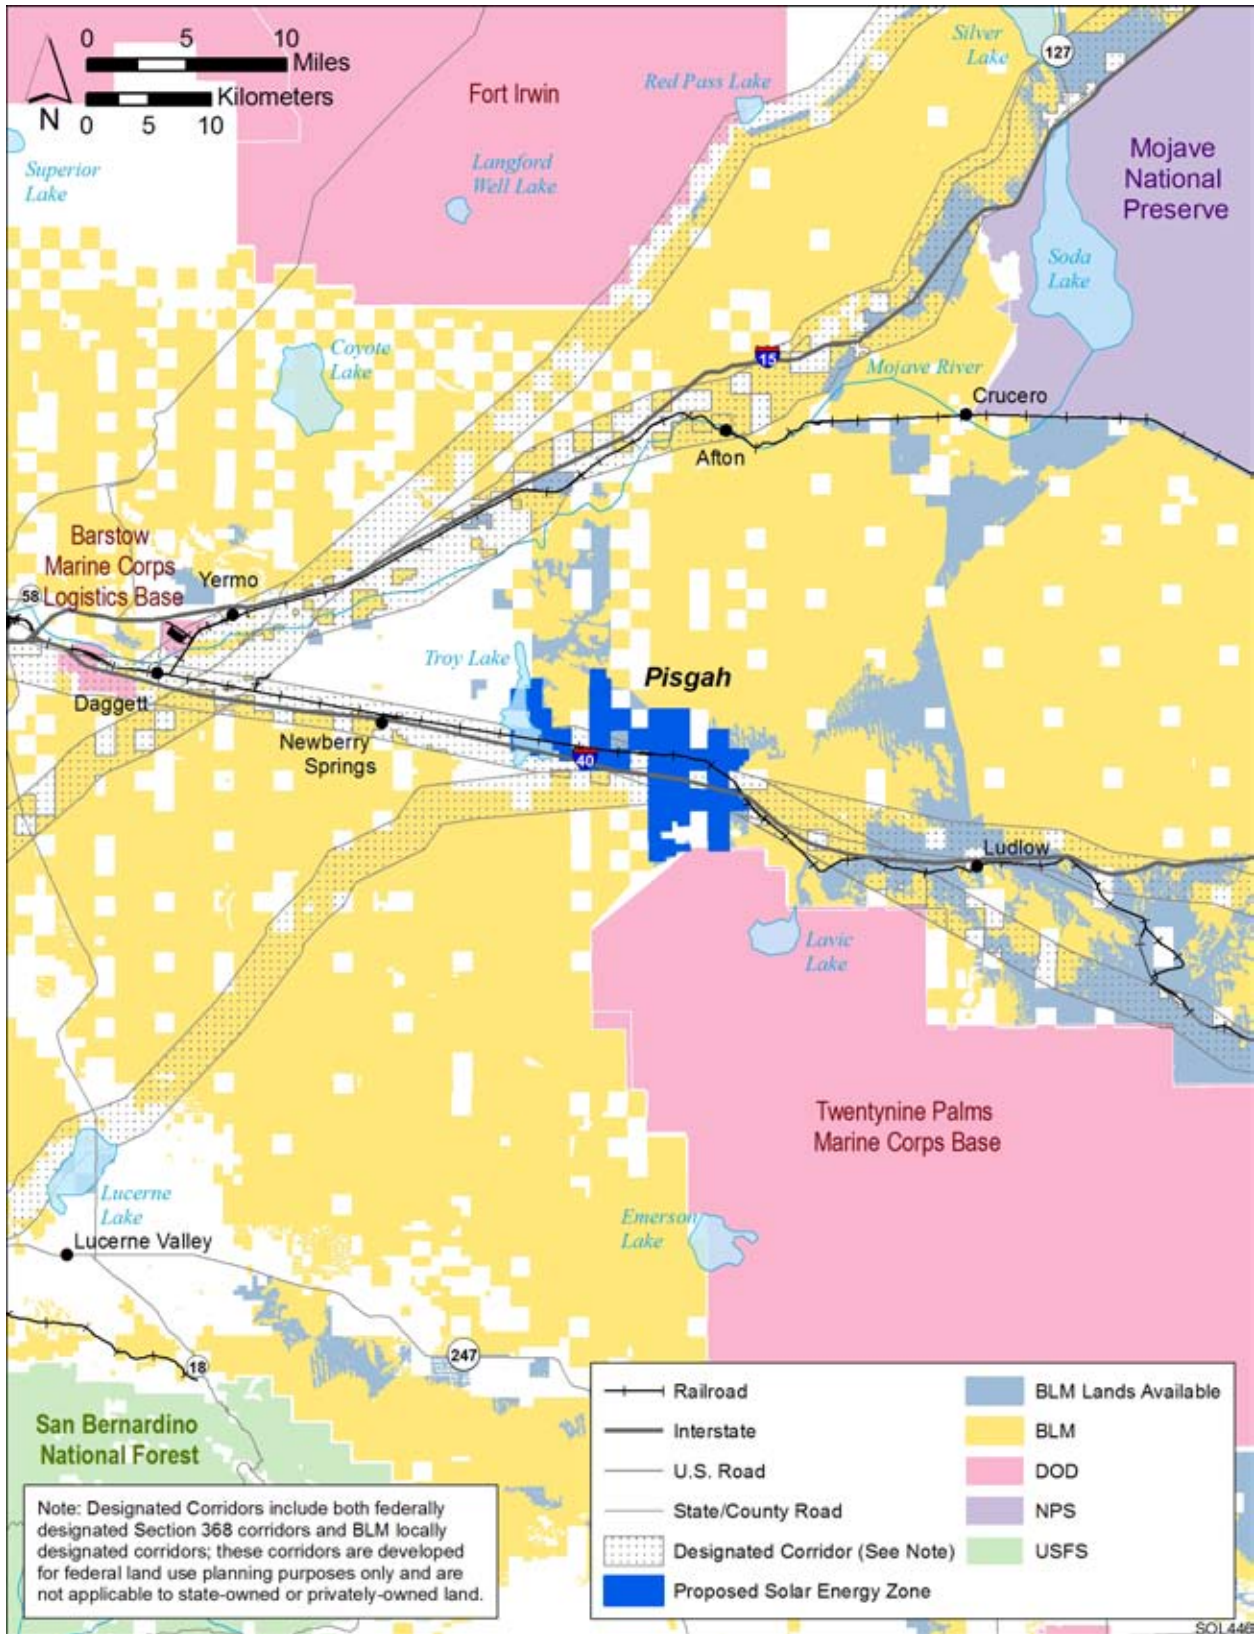 0 5 10
Miles
Kilometers
0 5 10
N
Fort Irwin
Silver
Lake
127
Red Pass Lake
Superior
Lake
Langford
Well Lake
Mojave
National
Preserve
Soda
Lake
Coyote
Lake
15
Mojave River
Crucero
Afton
Barstow
Marine Corps
Logistics Base
58
Yermo
Troy Lake
Pisgah
Daggett
Newberry
Springs
40
Ludlow
Lavic
Lake
Twentynine Palms
Marine Corps Base
Lucerne
Lake
Emerson
Lake
Lucerne Valley
247
18
San Bernardino
National Forest
Note: Designated Corridors include both federally
designated Section 368 corridors and BLM locally
designated corridors; these corridors are developed
for federal land use planning purposes only and are
not applicable to state-owned or privately-owned land.
Railroad
Interstate
U.S. Road
State/County Road
Designated Corridor (See Note)
Proposed Solar Energy Zone
BLM Lands Available
BLM
DOD
NPS
USFS
SOL446